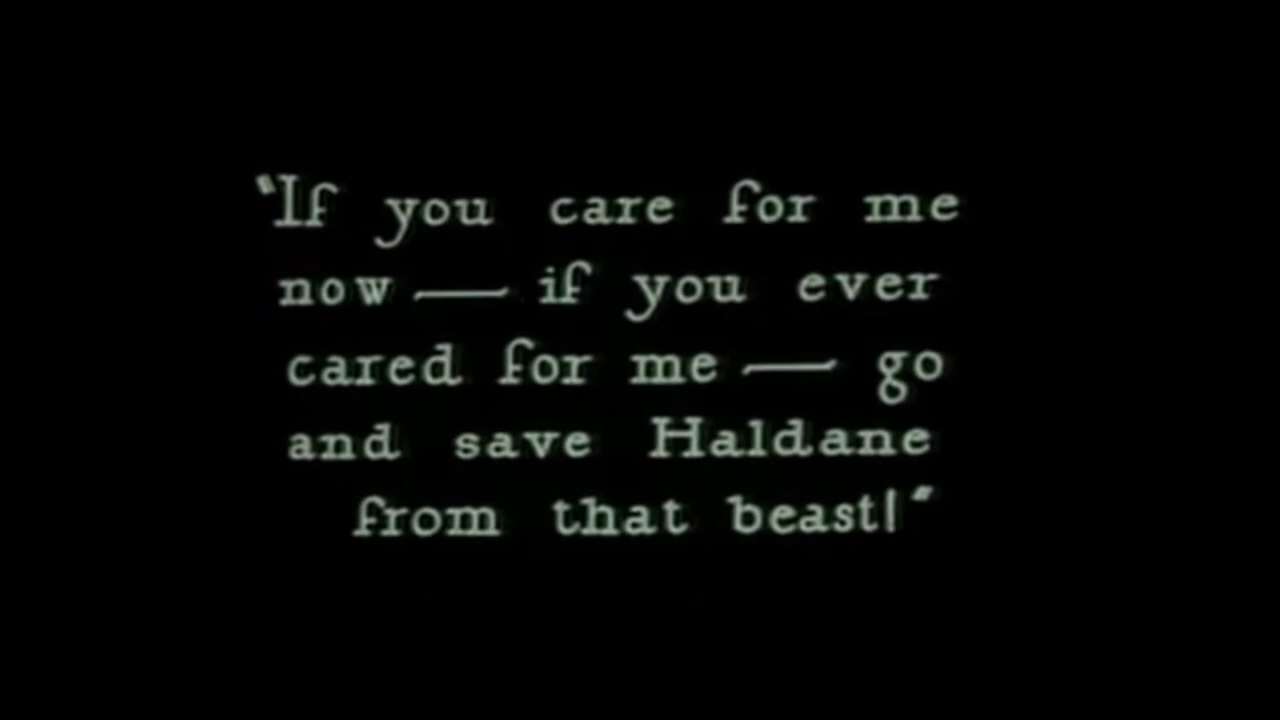 "If you care for me
now — if you ever
cared for me — go
and save Haldane
from that beast!"